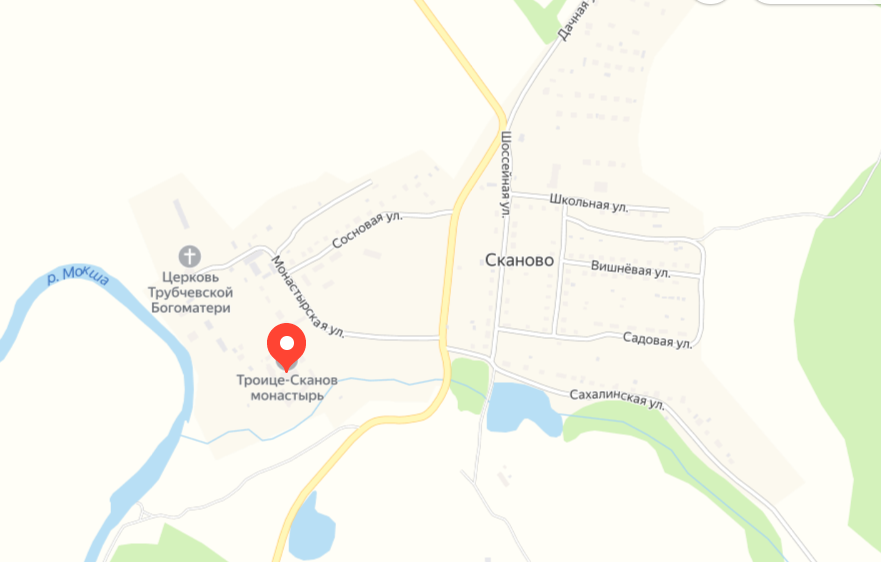 Дачная
Шоссейная ул.
Школьная ул.
Сосновая ул.
Сканово
Вишнёвая ул.
р. Мокша
Церковь
Трубчевской
Богоматери
Монастырская ул.
Садовая ул.
Троице-Сканов
монастырь
Сахалинская ул.